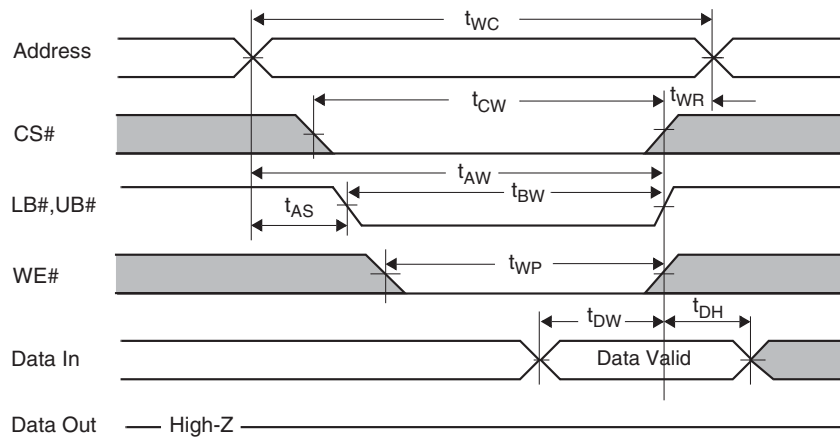 tWC
Address
tCW
tWR
CS#
tAW
tBW
LB#,UB#
tAS
tWP
WE#
tDW
tDH
Data In
Data Valid
Data Out
High-Z